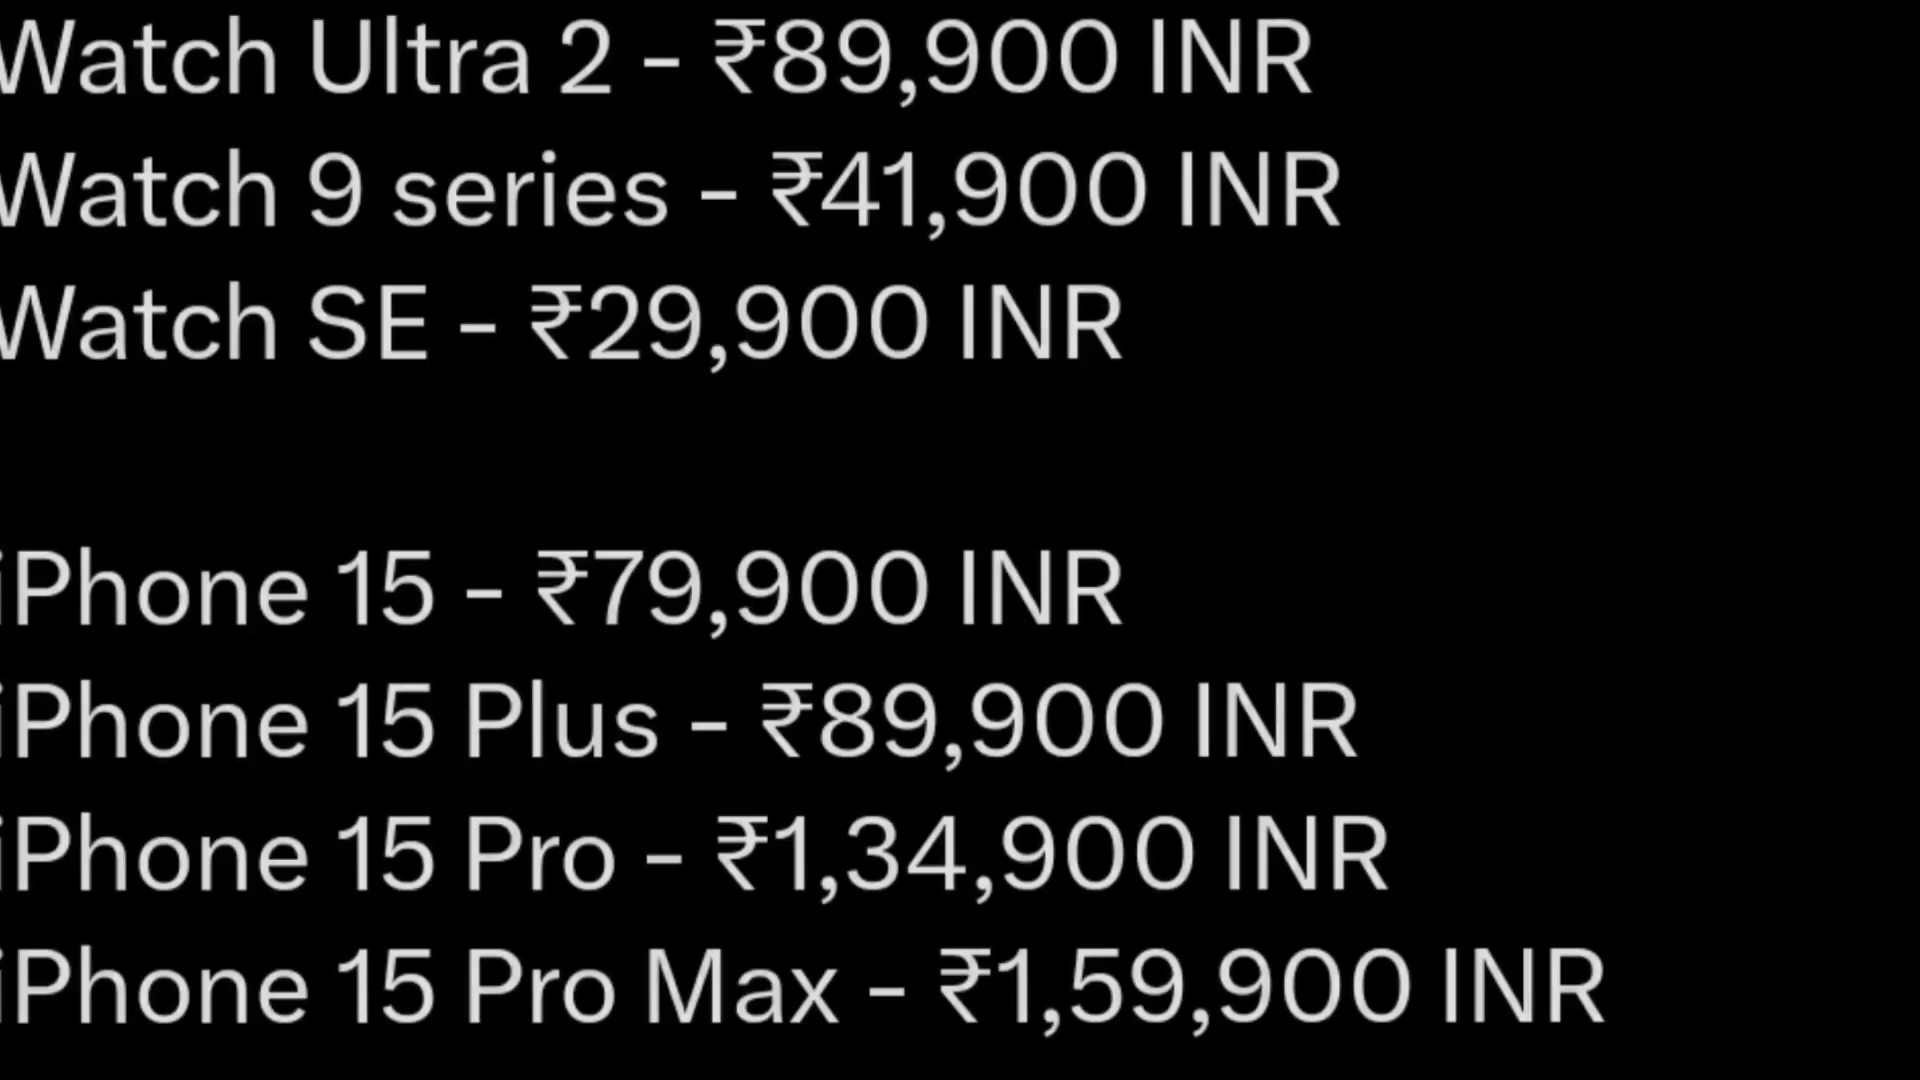 Watch Ultra 2 - ₹89,900 INR
Watch 9 series - ₹41,900 INR
Watch SE - ₹29,900 INR
iPhone 15 - ₹79,900 INR
iPhone 15 Plus - ₹89,900 INR
iPhone 15 Pro - ₹1,34,900 INR
iPhone 15 Pro Max - ₹1,59,900 INR